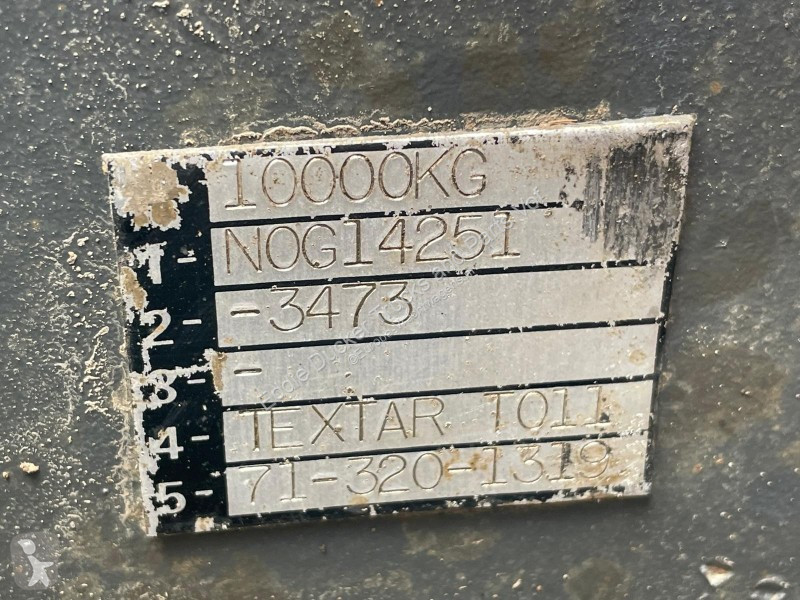 10000KG
1- NOG14251
2- -3473
3- -
4- TEXTAR T011
5- 71-320-1319